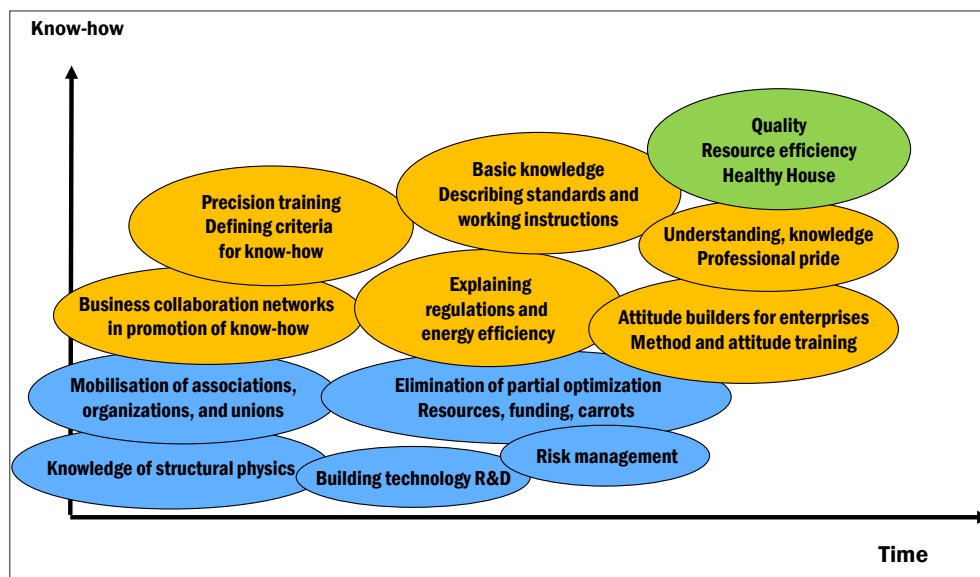 Know-how
Quality
Resource efficiency
Healthy House
Basic knowledge
Describing standards and
working instructions
Precision training
Defining criteria
for know-how
Understanding, knowledge
Professional pride
Explaining
regulations and
energy efficiency
Business collaboration networks
in promotion of know-how
Attitude builders for enterprises
Method and attitude training
Mobilisation of associations,
organizations, and unions
Elimination of partial optimization
Resources, funding, carrots
Knowledge of structural physics
Building technology R&D
Risk management
Time